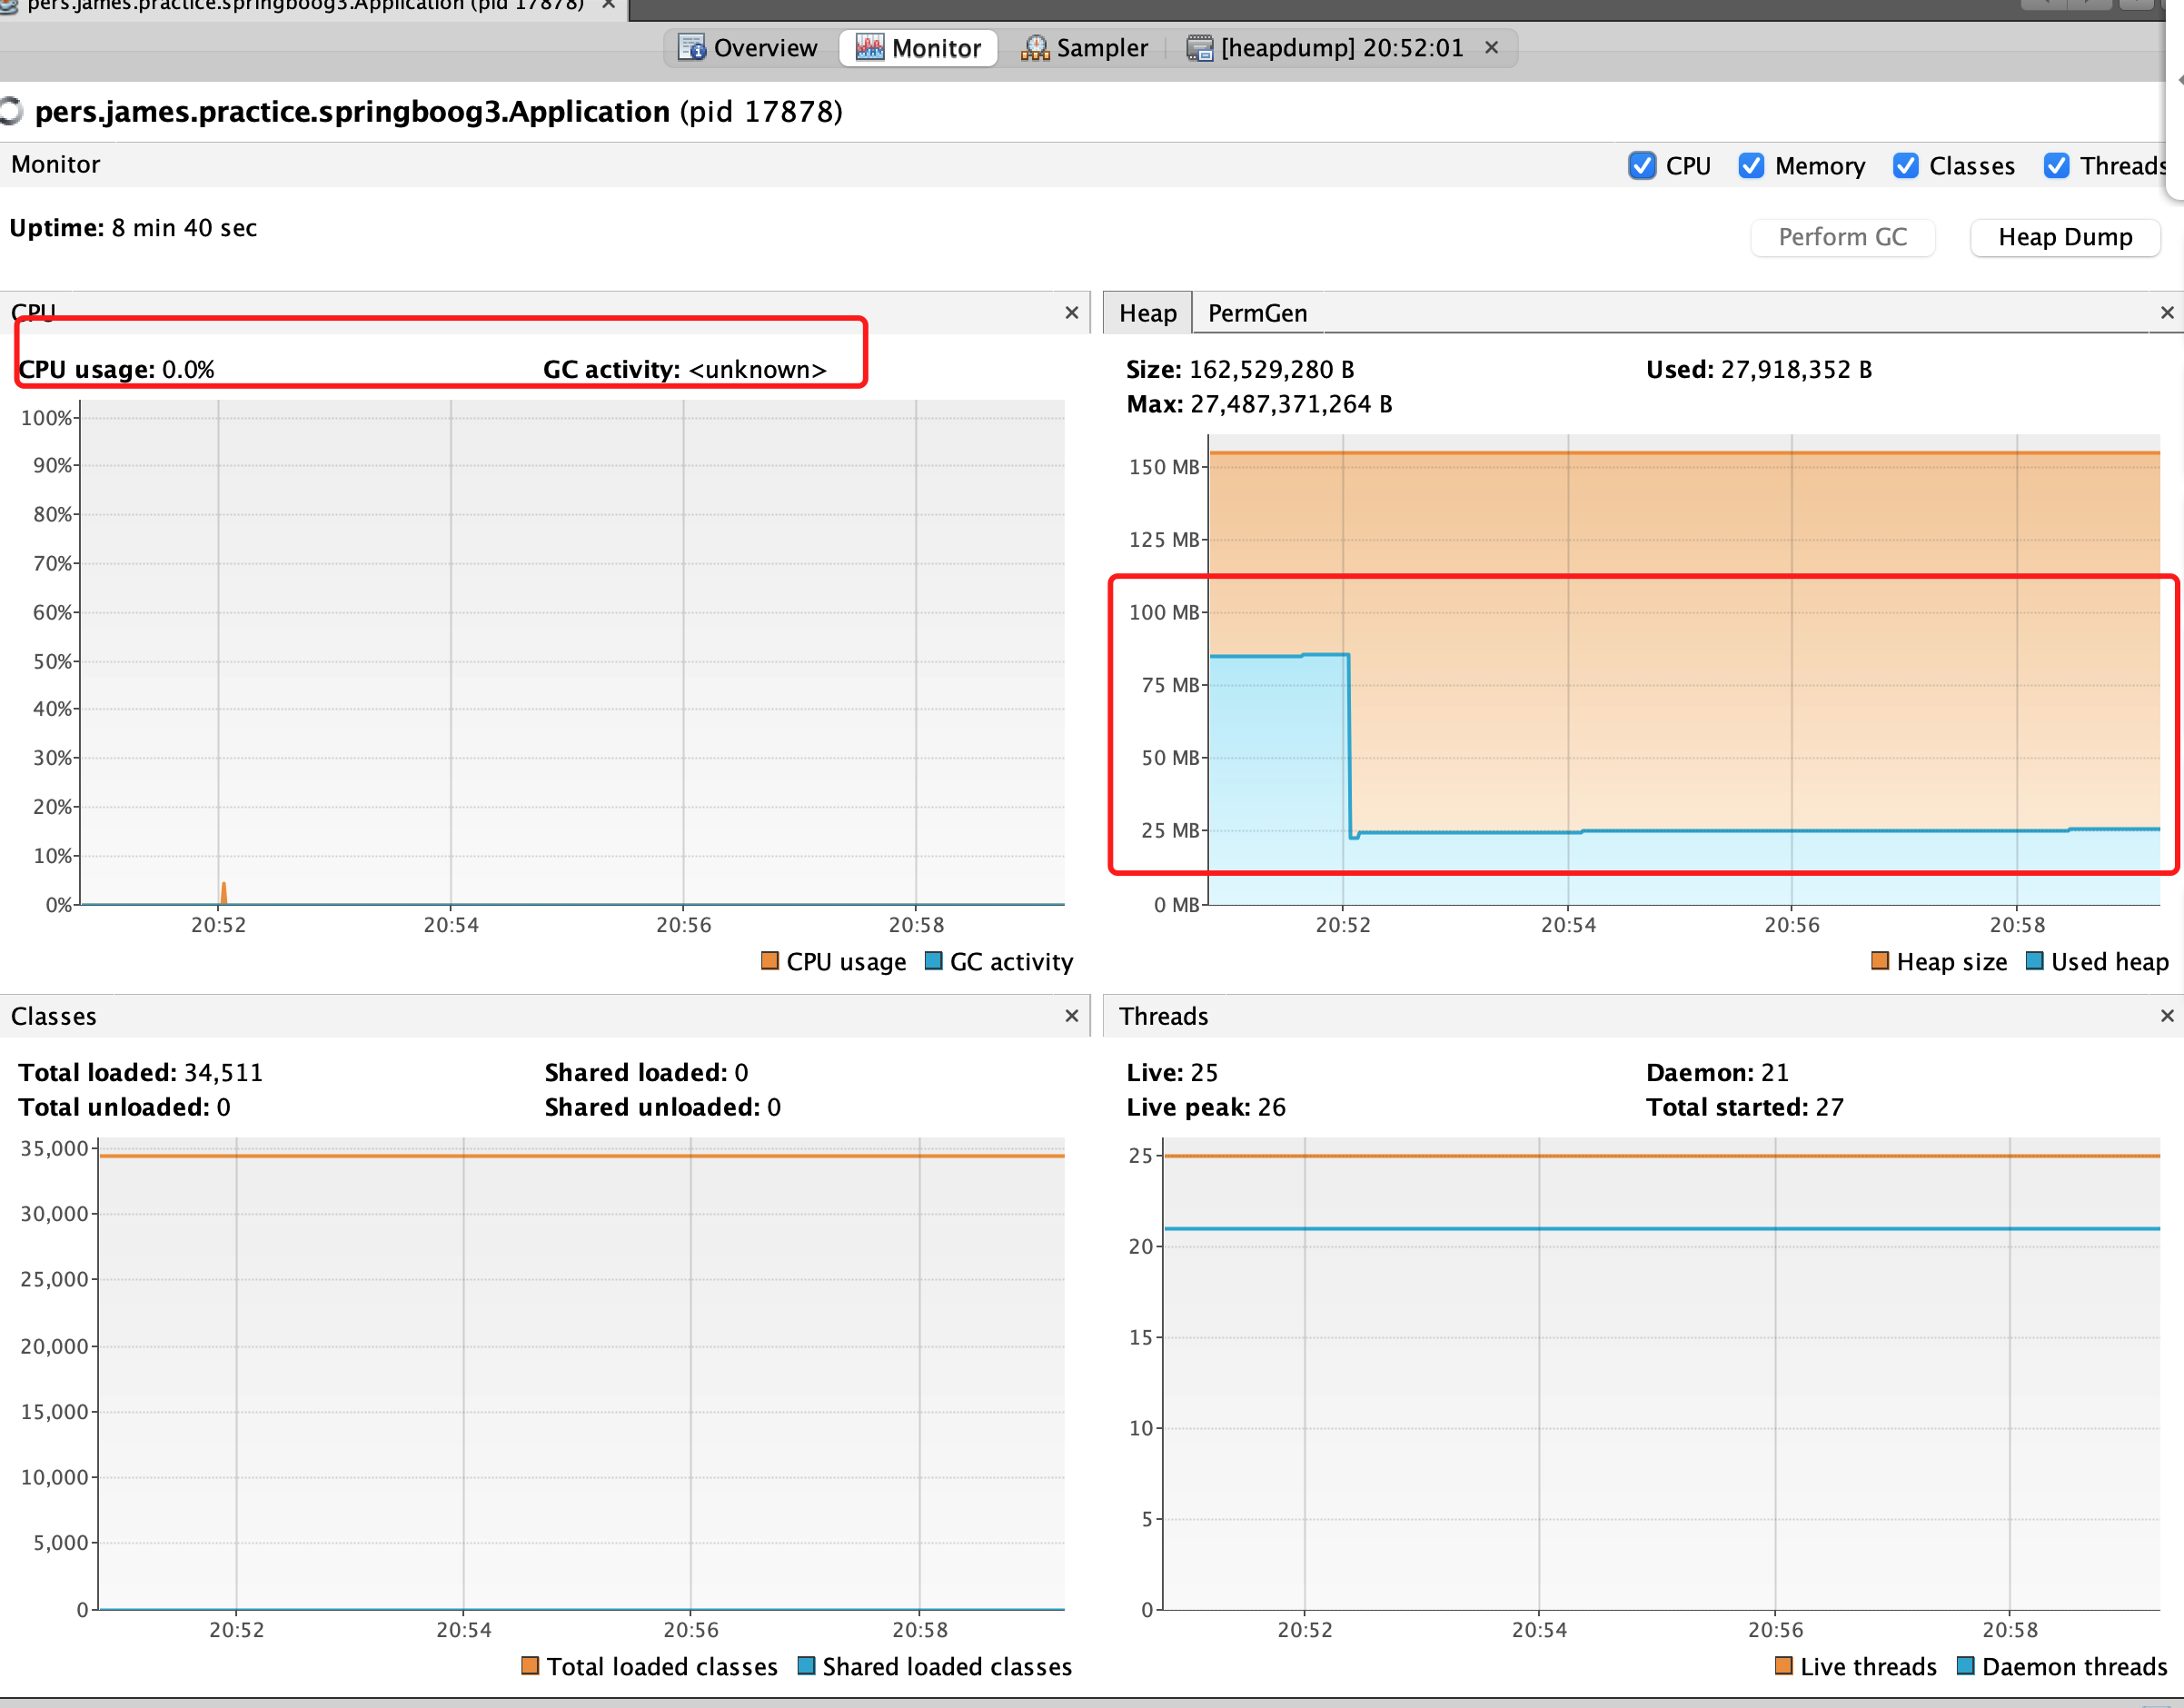 pers.james.practice.springboog3.Application (pid 17878) ×
Overview Monitor Sampler [heapdump] 20:52:01 ×
pers.james.practice.springboog3.Application (pid 17878)
Monitor CPU Memory Classes Threads
Uptime: 8 min 40 sec Perform GC Heap Dump
CPU ×
CPU usage: 0.0% GC activity: <unknown>
100%
90%
80%
70%
60%
50%
40%
30%
20%
10%
0%
20:52 20:54 20:56 20:58
CPU usage GC activity
Heap PermGen ×
Size: 162,529,280 B Used: 27,918,352 B
Max: 27,487,371,264 B
150 MB
125 MB
100 MB
75 MB
50 MB
25 MB
0 MB
20:52 20:54 20:56 20:58
Heap size Used heap
Classes ×
Total loaded: 34,511 Shared loaded: 0
Total unloaded: 0 Shared unloaded: 0
35,000
30,000
25,000
20,000
15,000
10,000
5,000
0
20:52 20:54 20:56 20:58
Total loaded classes Shared loaded classes
Threads ×
Live: 25 Daemon: 21
Live peak: 26 Total started: 27
25
20
15
10
5
0
20:52 20:54 20:56 20:58
Live threads Daemon threads